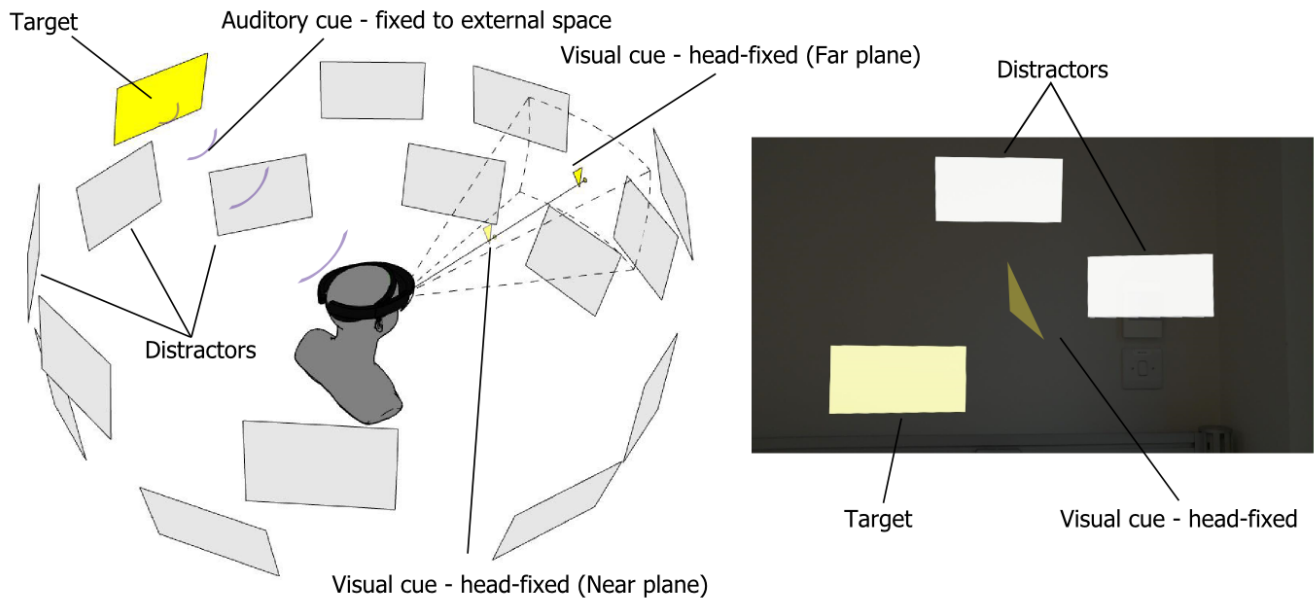 Target
Auditory cue - fixed to external space
Visual cue - head-fixed (Far plane)
Distractors
Distractors
Target
Visual cue - head-fixed
Visual cue - head-fixed (Near plane)